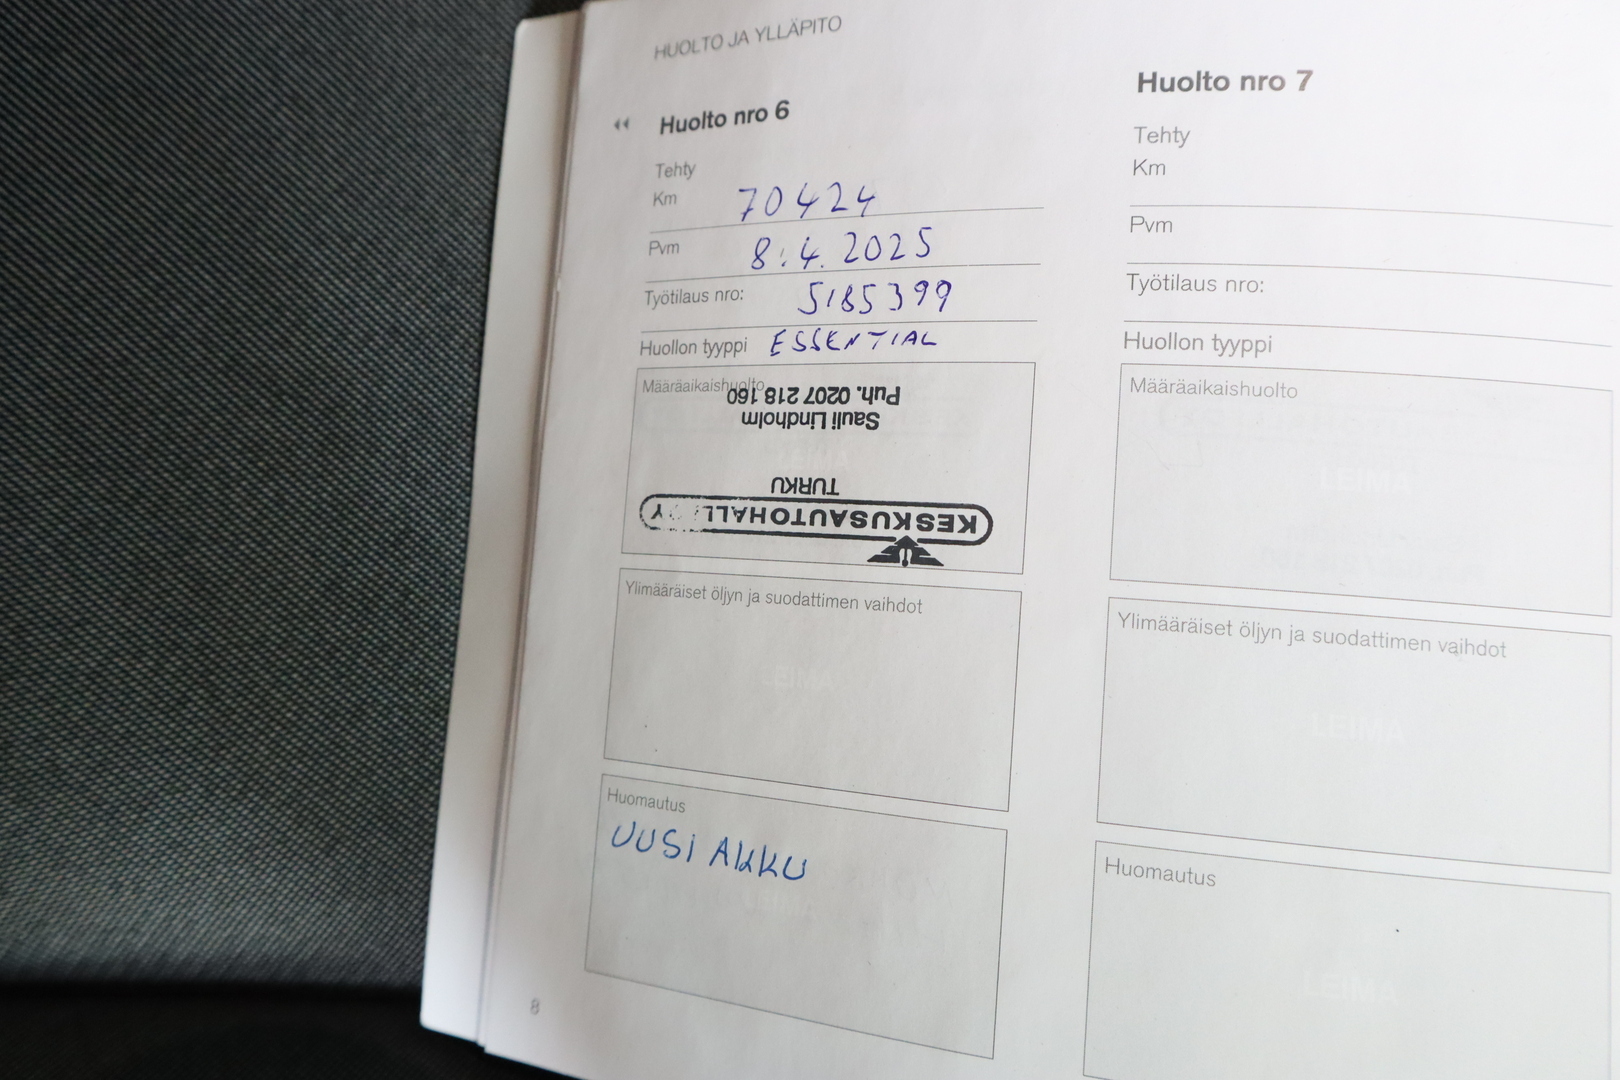 HUOLTO JA YLLÄPITO
Huolto nro 6
Tehty
Km 70424
Pvm 8.4.2025
Työtilaus nro: 5185399
Huollon tyyppi ESSENTIAL
Määräaikaishuolto
KESKUSAUTOHALLI OY
TURKU
Sauli Lindholm
Puh. 0207 218 160
Ylimääräiset öljyn ja suodattimen vaihdot
Huomautus
UUSI AKKU
8
Huolto nro 7
Tehty
Km
Pvm
Työtilaus nro:
Huollon tyyppi
Määräaikaishuolto
LEIMA
Ylimääräiset öljyn ja suodattimen vaihdot
LEIMA
Huomautus
LEIMA